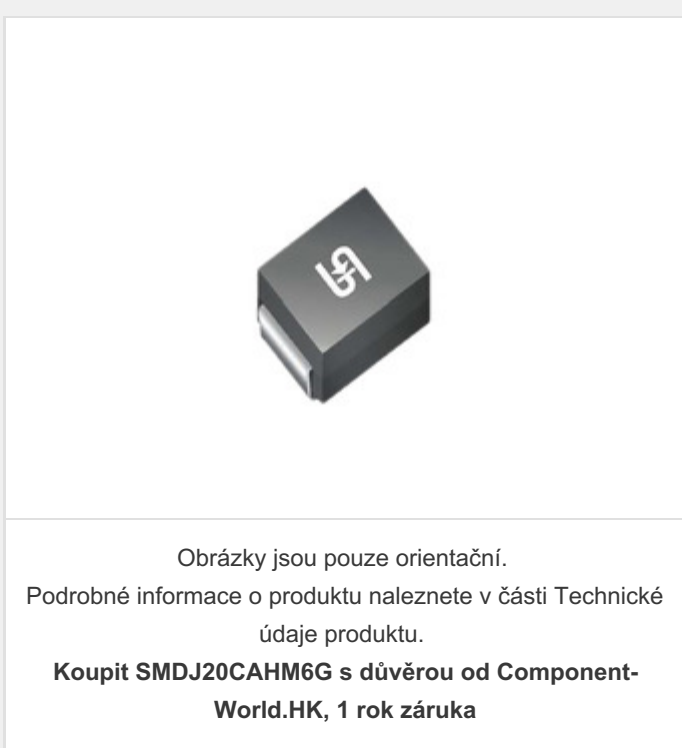 Obrázky jsou pouze orientační.
Podrobné informace o produktu naleznete v části Technické
údaje produktu.
Koupit SMDJ20CAHM6G s důvěrou od Component-
World.HK, 1 rok záruka